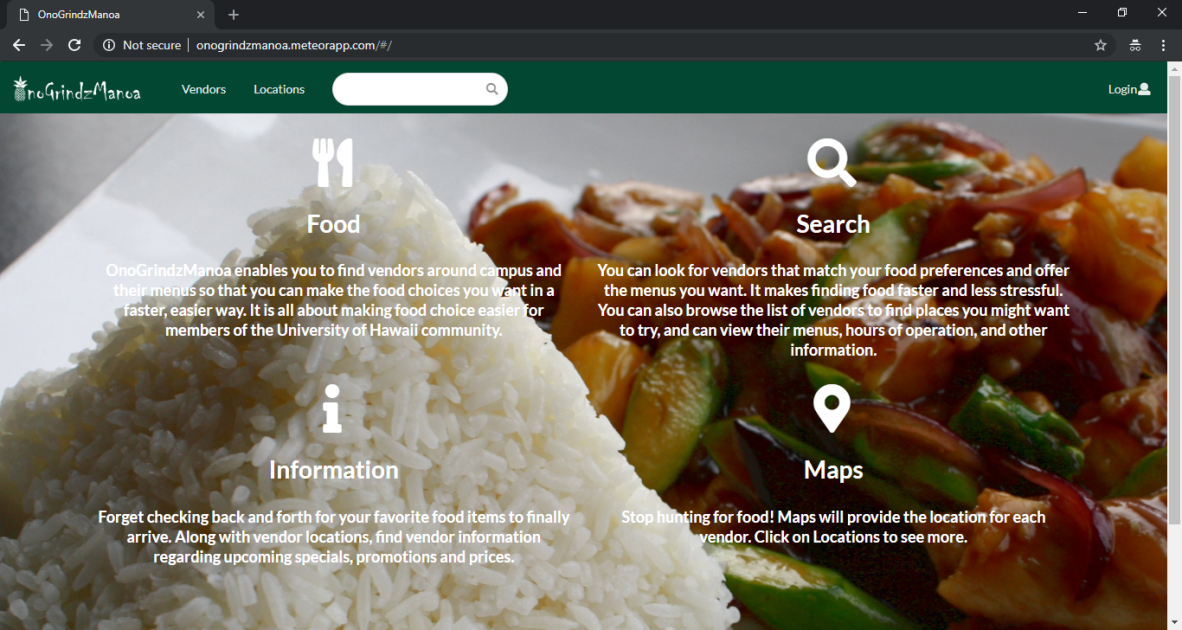 OnoGrindzManoa
Not secure | onogrindzmanoa.meteorapp.com/#/
OnoGrindzManoa
Vendors
Locations
Login
Food
OnoGrindzManoa enables you to find vendors around campus and
their menus so that you can make the food choices you want in a
faster, easier way. It is all about making food choice easier for
members of the University of Hawaii community.
Search
You can look for vendors that match your food preferences and offer
the menus you want. It makes finding food faster and less stressful.
You can also browse the list of vendors to find places you might want
to try, and can view their menus, hours of operation, and other
information.
Information
Forget checking back and forth for your favorite food items to finally
arrive. Along with vendor locations, find vendor information
regarding upcoming specials, promotions and prices.
Maps
Stop hunting for food! Maps will provide the location for each
vendor. Click on Locations to see more.